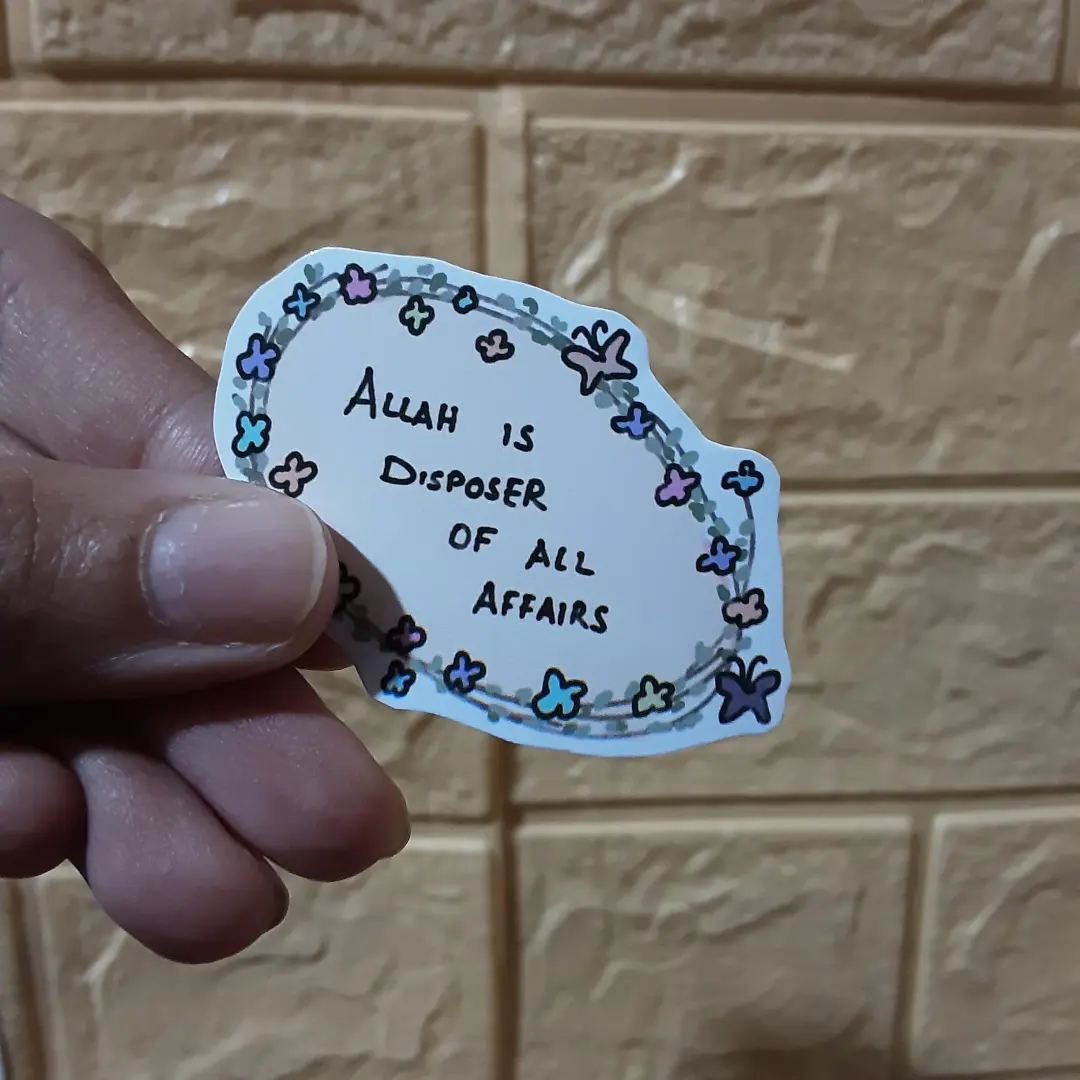 ALLAH IS
DISPOSER
OF ALL
AFFAIRS